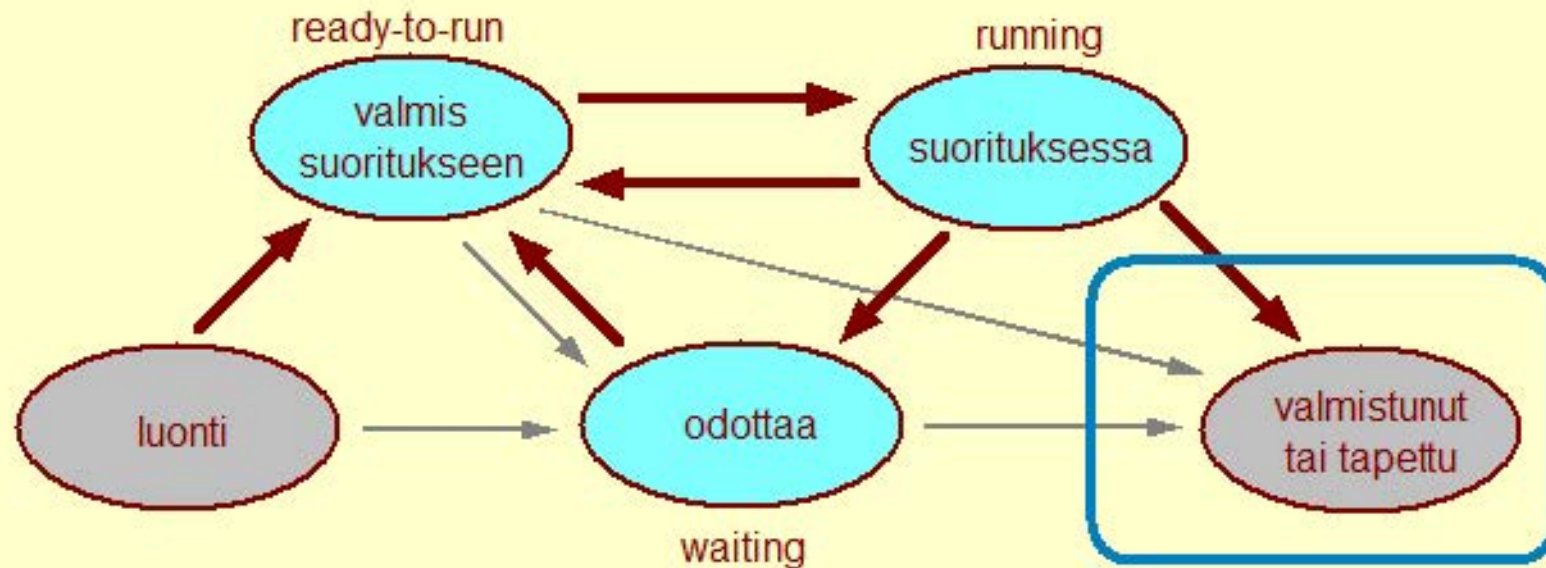 ready-to-run
running
valmis
suoritukseen
suorituksessa
luonti
odottaa
valmistunut
tai tapettu
waiting